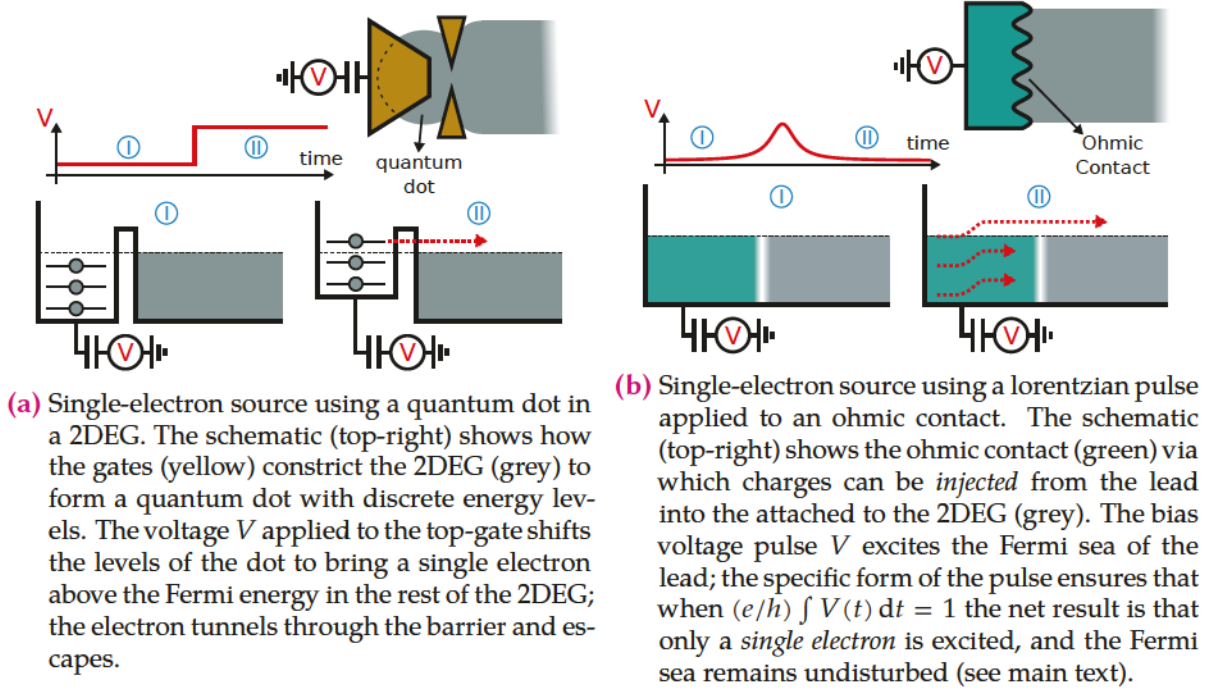 V
V
I
II
time
quantum
dot
I
II
V
V
(a) Single-electron source using a quantum dot in
a 2DEG. The schematic (top-right) shows how
the gates (yellow) constrict the 2DEG (grey) to
form a quantum dot with discrete energy lev-
els. The voltage V applied to the top-gate shifts
the levels of the dot to bring a single electron
above the Fermi energy in the rest of the 2DEG;
the electron tunnels through the barrier and es-
capes.
V
V
I
II
time
Ohmic
Contact
I
II
V
V
(b) Single-electron source using a lorentzian pulse
applied to an ohmic contact. The schematic
(top-right) shows the ohmic contact (green) via
which charges can be injected from the lead
into the attached to the 2DEG (grey). The bias
voltage pulse V excites the Fermi sea of the
lead; the specific form of the pulse ensures that
when (e/h) ∫ V(t) dt = 1 the net result is that
only a single electron is excited, and the Fermi
sea remains undisturbed (see main text).